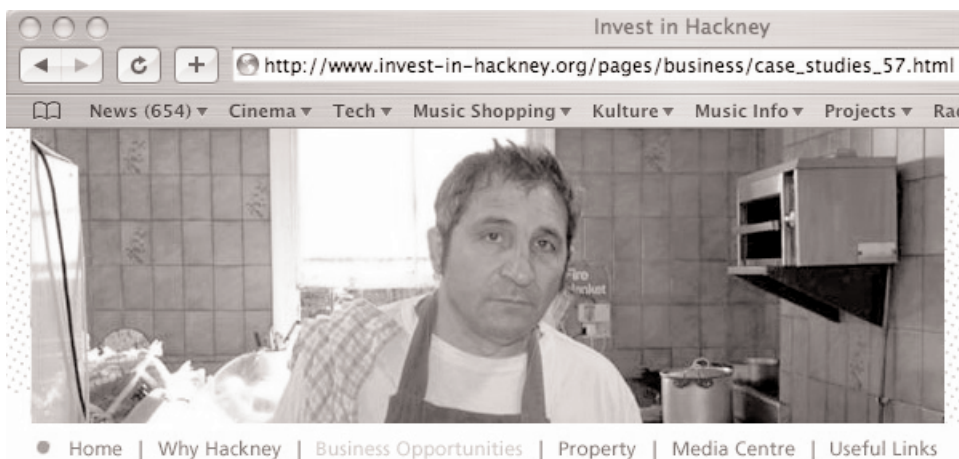 Invest in Hackney
http://www.invest-in-hackney.org/pages/business/case_studies_57.html
News (654) Cinema Tech Music Shopping Kulture Music Info Projects
Fire
Home | Why Hackney | Business Opportunities | Property | Media Centre | Useful Links